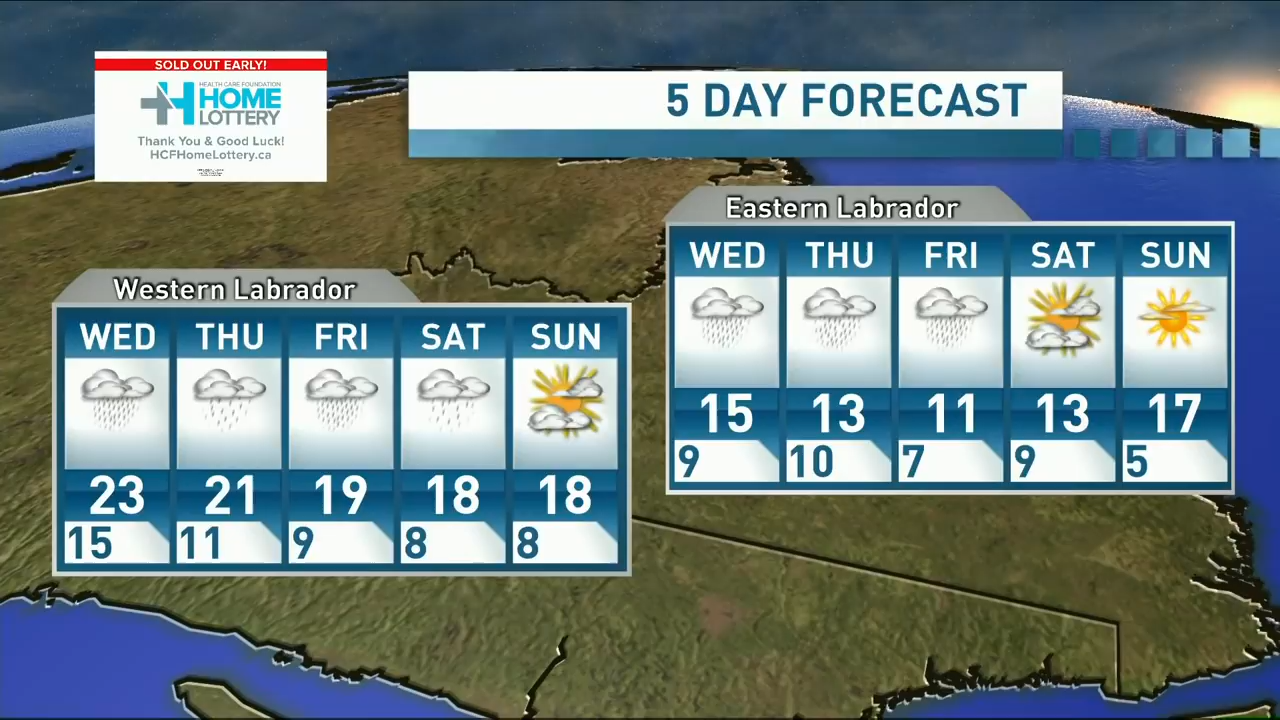 SOLD OUT EARLY!
HEALTH CARE FOUNDATION
HOME
LOTTERY
Thank You & Good Luck!
HCFHomeLottery.ca
5 DAY FORECAST
Eastern Labrador
WED THU FRI SAT SUN
15 13 11 13 17
9 10 7 9 5
Western Labrador
WED THU FRI SAT SUN
23 21 19 18 18
15 11 9 8 8